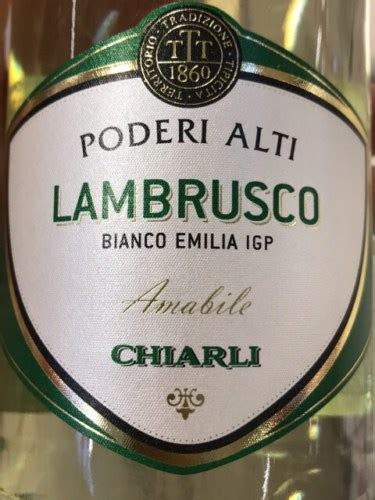 TERRITORIO · TRADIZIONE · TIPICITÀ
TTT
1860
PODERI ALTI
LAMBRUSCO
BIANCO EMILIA IGP
Amabile
CHIARLI